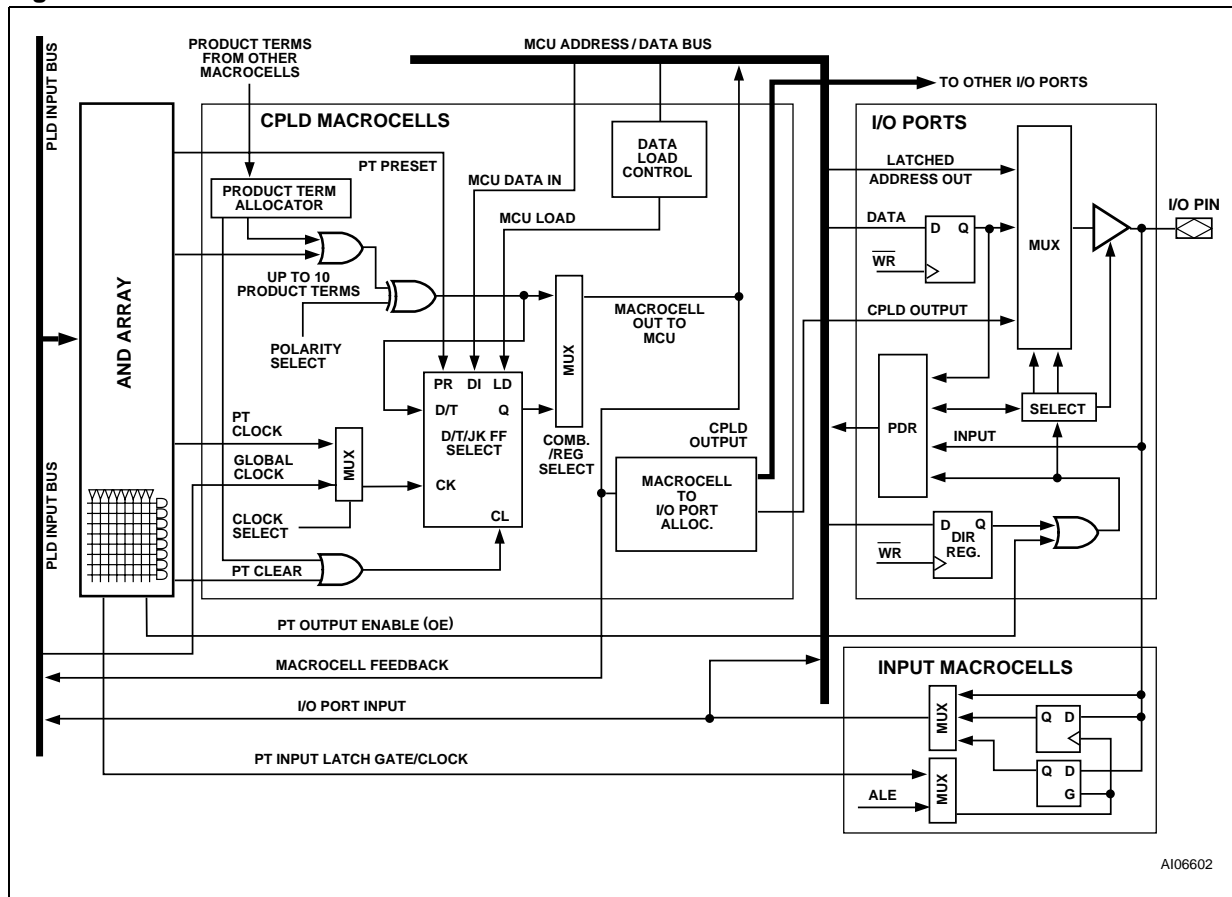 PRODUCT TERMS
FROM OTHER
MACROCELLS
MCU ADDRESS / DATA BUS
TO OTHER I/O PORTS
PLD INPUT BUS
CPLD MACROCELLS
I/O PORTS
DATA
LOAD
CONTROL
LATCHED
ADDRESS OUT
PT PRESET
MCU DATA IN
PRODUCT TERM
ALLOCATOR
MCU LOAD
I/O PIN
DATA
D Q
MUX
WR
UP TO 10
PRODUCT TERMS
MACROCELL
OUT TO
MCU
CPLD OUTPUT
AND ARRAY
POLARITY
SELECT
MUX
PR DI LD
D/T Q
D/T/JK FF
SELECT
CK
CL
COMB.
/REG
SELECT
PT
CLOCK
GLOBAL
CLOCK
MUX
CLOCK
SELECT
PT CLEAR
CPLD
OUTPUT
MACROCELL
TO
I/O PORT
ALLOC.
PDR
SELECT
INPUT
D Q
DIR
REG.
WR
PLD INPUT BUS
PT OUTPUT ENABLE (OE)
MACROCELL FEEDBACK
INPUT MACROCELLS
I/O PORT INPUT
MUX
Q D
PT INPUT LATCH GATE/CLOCK
Q D
G
MUX
ALE
AI06602